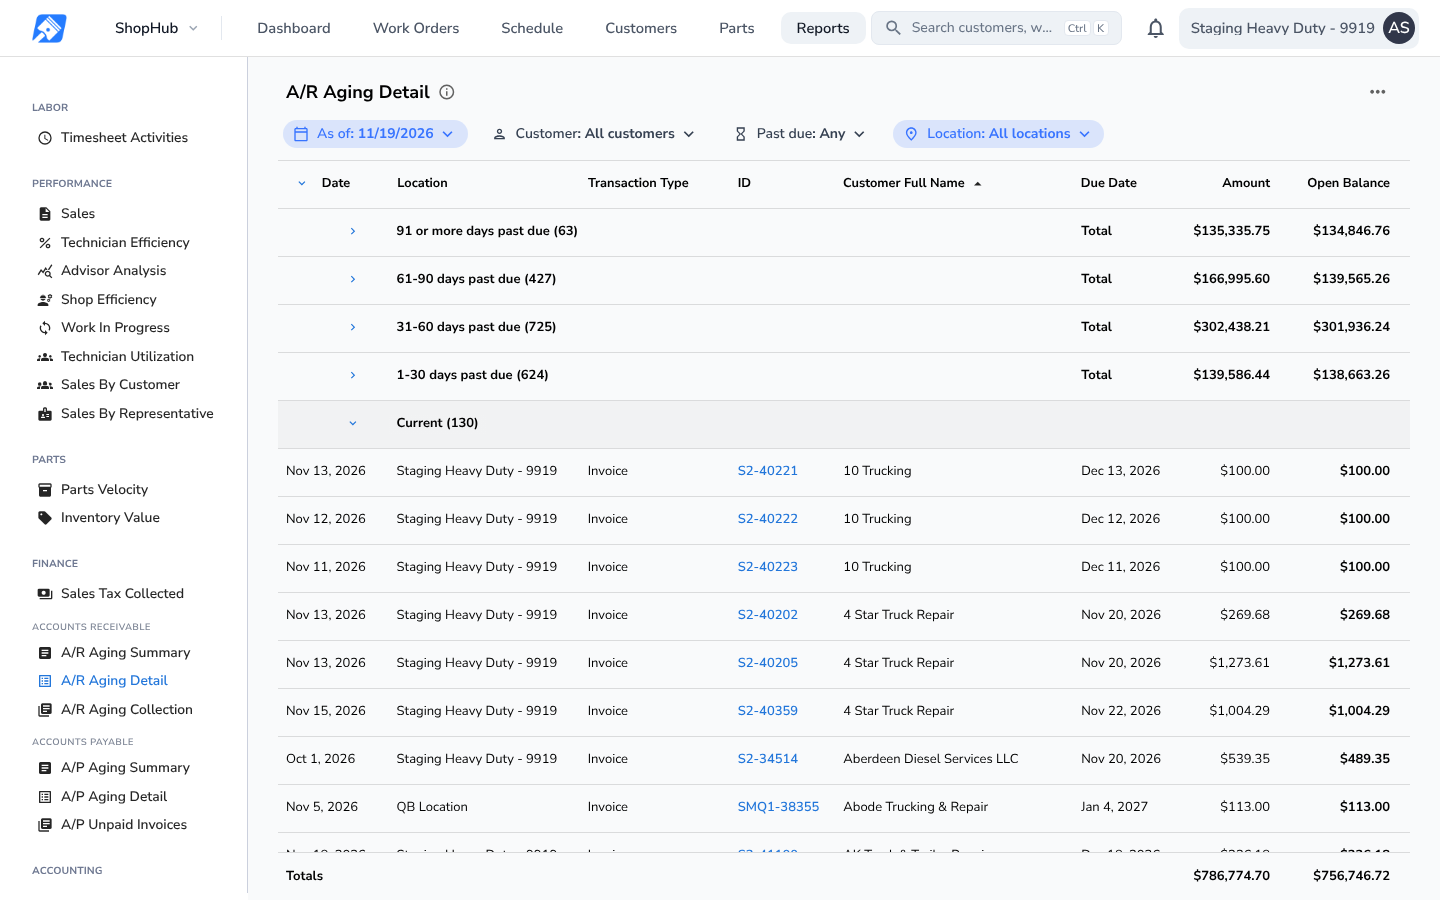 ShopHub
Dashboard
Work Orders
Schedule
Customers
Parts
Reports
Search customers, w...
Ctrl
K
Staging Heavy Duty - 9919
AS
LABOR
Timesheet Activities
PERFORMANCE
Sales
Technician Efficiency
Advisor Analysis
Shop Efficiency
Work In Progress
Technician Utilization
Sales By Customer
Sales By Representative
PARTS
Parts Velocity
Inventory Value
FINANCE
Sales Tax Collected
ACCOUNTS RECEIVABLE
A/R Aging Summary
A/R Aging Detail
A/R Aging Collection
ACCOUNTS PAYABLE
A/P Aging Summary
A/P Aging Detail
A/P Unpaid Invoices
ACCOUNTING
A/R Aging Detail
As of: 11/19/2026
Customer: All customers
Past due: Any
Location: All locations
Date Location Transaction Type ID Customer Full Name Due Date Amount Open Balance
91 or more days past due (63) Total $135,335.75 $134,846.76
61-90 days past due (427) Total $166,995.60 $139,565.26
31-60 days past due (725) Total $302,438.21 $301,936.24
1-30 days past due (624) Total $139,586.44 $138,663.26
Current (130)
Nov 13, 2026 Staging Heavy Duty - 9919 Invoice S2-40221 10 Trucking Dec 13, 2026 $100.00 $100.00
Nov 12, 2026 Staging Heavy Duty - 9919 Invoice S2-40222 10 Trucking Dec 12, 2026 $100.00 $100.00
Nov 11, 2026 Staging Heavy Duty - 9919 Invoice S2-40223 10 Trucking Dec 11, 2026 $100.00 $100.00
Nov 13, 2026 Staging Heavy Duty - 9919 Invoice S2-40202 4 Star Truck Repair Nov 20, 2026 $269.68 $269.68
Nov 13, 2026 Staging Heavy Duty - 9919 Invoice S2-40205 4 Star Truck Repair Nov 20, 2026 $1,273.61 $1,273.61
Nov 15, 2026 Staging Heavy Duty - 9919 Invoice S2-40359 4 Star Truck Repair Nov 22, 2026 $1,004.29 $1,004.29
Oct 1, 2026 Staging Heavy Duty - 9919 Invoice S2-34514 Aberdeen Diesel Services LLC Nov 20, 2026 $539.35 $489.35
Nov 5, 2026 QB Location Invoice SMQ1-38355 Abode Trucking & Repair Jan 4, 2027 $113.00 $113.00
Totals $786,774.70 $756,746.72